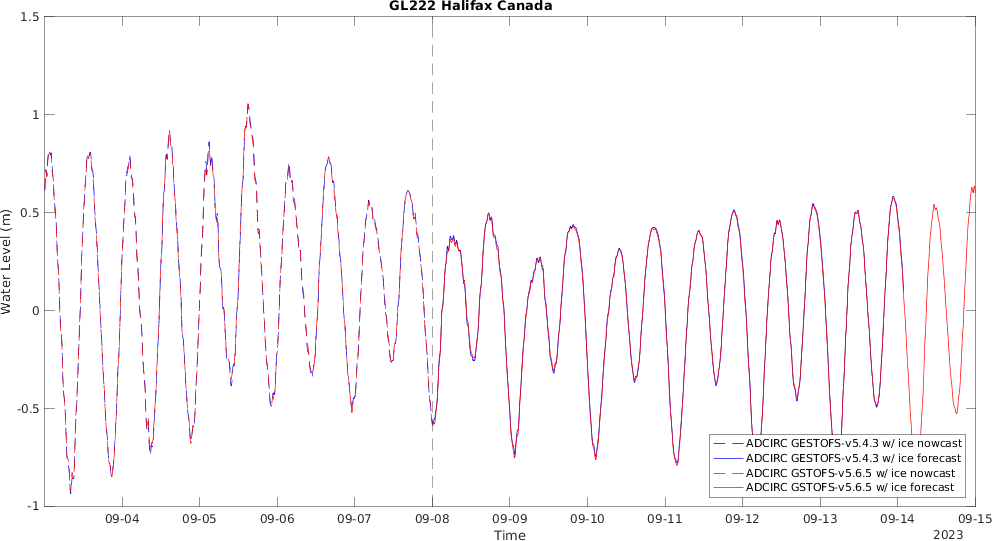 GL222 Halifax Canada
1.5
1
0.5
0
-0.5
-1
Water Level (m)
ADCIRC GESTOFS-v5.4.3 w/ ice nowcast
ADCIRC GESTOFS-v5.4.3 w/ ice forecast
ADCIRC GSTOFS-v5.6.5 w/ ice nowcast
ADCIRC GSTOFS-v5.6.5 w/ ice forecast
09-04 09-05 09-06 09-07 09-08 09-09 09-10 09-11 09-12 09-13 09-14 09-15
Time
2023